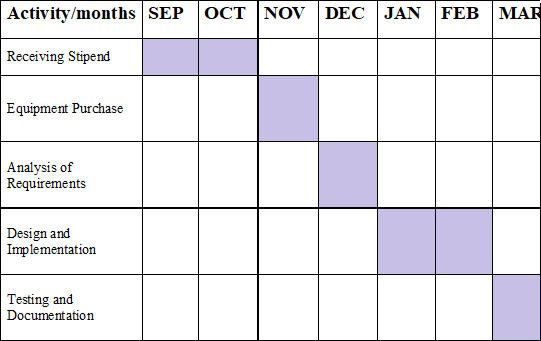 Activity/months SEP OCT NOV DEC JAN FEB MAR
Receiving Stipend
Equipment Purchase
Analysis of
Requirements
Design and
Implementation
Testing and
Documentation